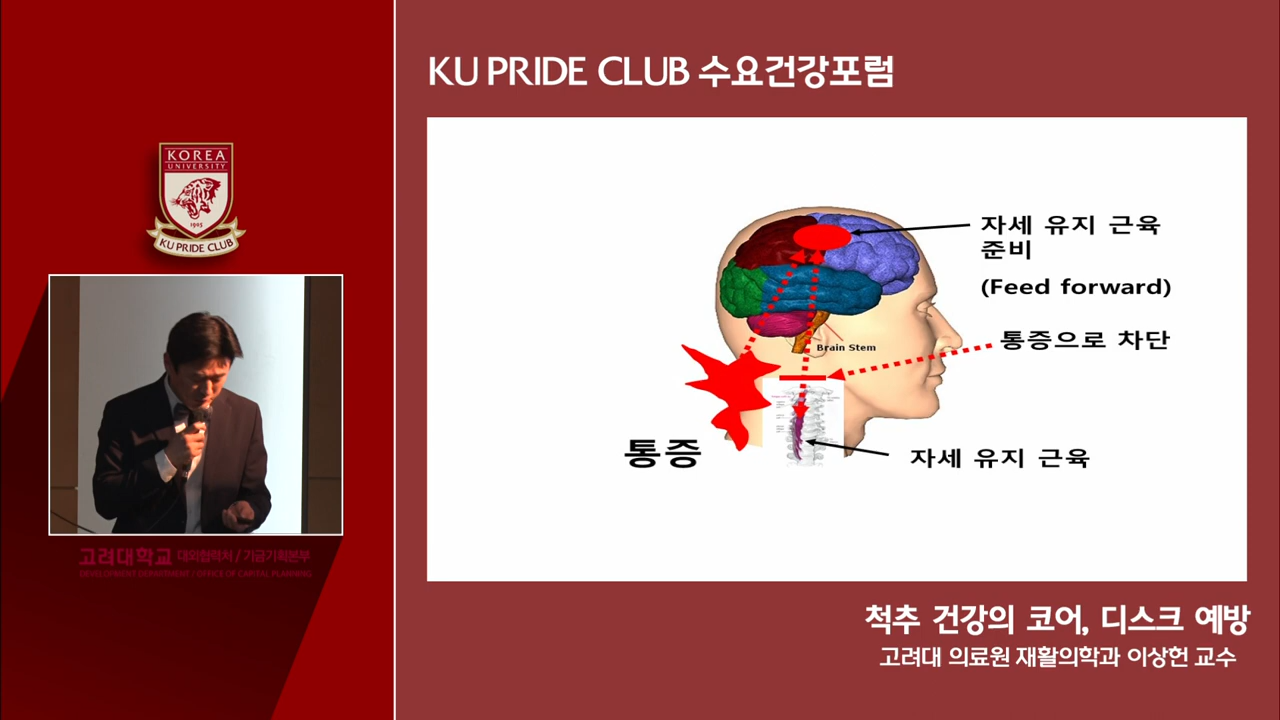 KU PRIDE CLUB 수요건강포럼
KOREA
UNIVERSITY
1905
KU PRIDE CLUB
자세 유지 근육
준비
(Feed forward)
통증으로 차단
Brain Stem
통증
자세 유지 근육
고려대학교 대외협력처 / 기금기획본부
DEVELOPMENT DEPARTMENT / OFFICE OF CAPITAL PLANNING
척추 건강의 코어, 디스크 예방
고려대 의료원 재활의학과 이상헌 교수